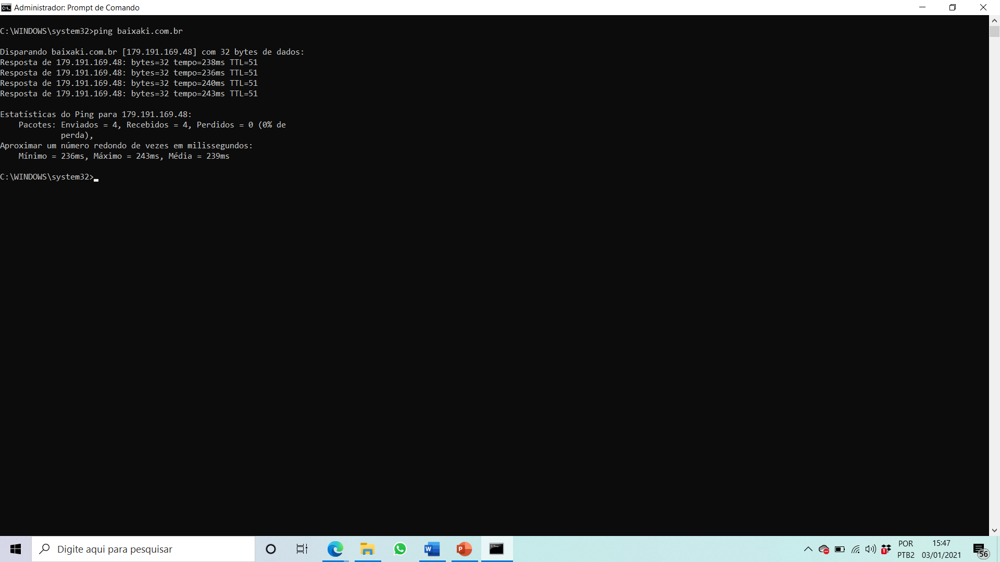 Administrador: Prompt de Comando
C:\WINDOWS\system32>ping baixaki.com.br
Disparando baixaki.com.br [179.191.169.48] com 32 bytes de dados:
Resposta de 179.191.169.48: bytes=32 tempo=238ms TTL=51
Resposta de 179.191.169.48: bytes=32 tempo=236ms TTL=51
Resposta de 179.191.169.48: bytes=32 tempo=240ms TTL=51
Resposta de 179.191.169.48: bytes=32 tempo=243ms TTL=51
Estatísticas do Ping para 179.191.169.48:
Pacotes: Enviados = 4, Recebidos = 4, Perdidos = 0 (0% de
perda),
Aproximar um número redondo de vezes em milissegundos:
Mínimo = 236ms, Máximo = 243ms, Média = 239ms
C:\WINDOWS\system32>
Digite aqui para pesquisar
W
P
1
POR
PTB2
15:47
03/01/2021
56